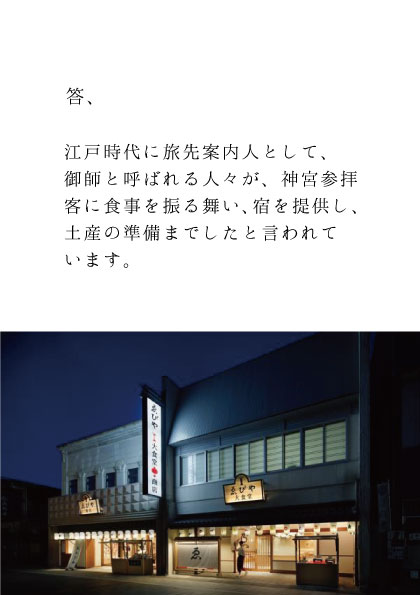 答、
江戸時代に旅先案内人として、
御師と呼ばれる人々が、神宮参拝
客に食事を振る舞い、宿を提供し、
土産の準備までしたと言われて
います。
ゑびや
大食堂
商店
ゑびや
ゑびや
大食堂
ゑ